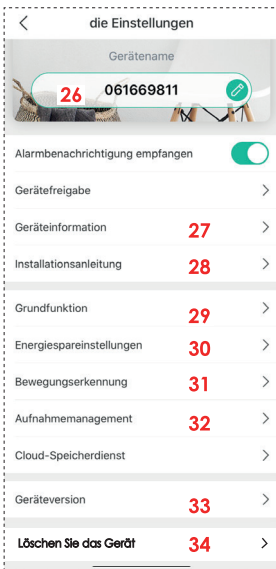 die Einstellungen
Gerätename
26 061669811
Alarmbenachrichtigung empfangen
Gerätefreigabe
Geräteinformation 27
Installationsanleitung 28
Grundfunktion 29
Energiespareinstellungen 30
Bewegungserkennung 31
Aufnahmemanagement 32
Cloud-Speicherdienst
Geräteversion 33
Löschen Sie das Gerät 34